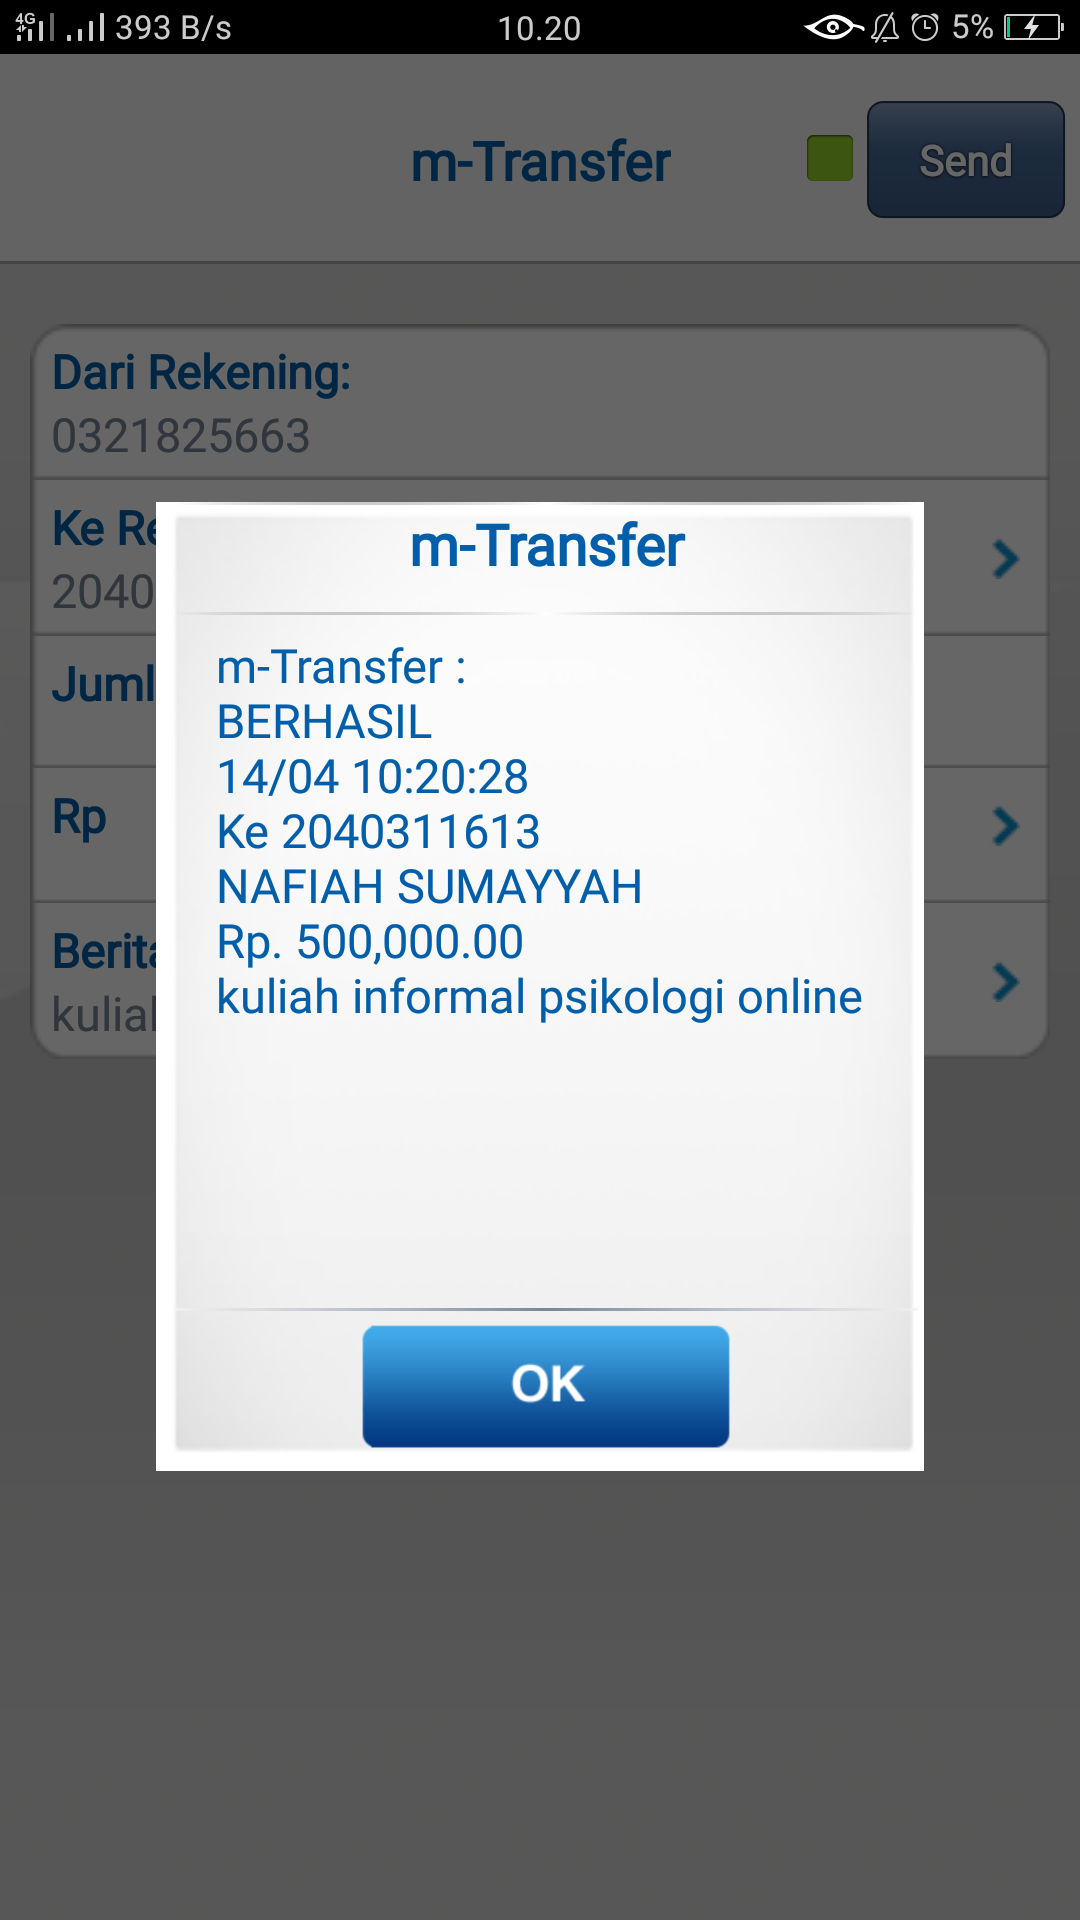 4G 393 B/s 10.20 5%
m-Transfer Send
Dari Rekening:
0321825663
Ke Re
2040
Juml
Rp
Berita
kuliah
m-Transfer
m-Transfer :
BERHASIL
14/04 10:20:28
Ke 2040311613
NAFIAH SUMAYYAH
Rp. 500,000.00
kuliah informal psikologi online
OK